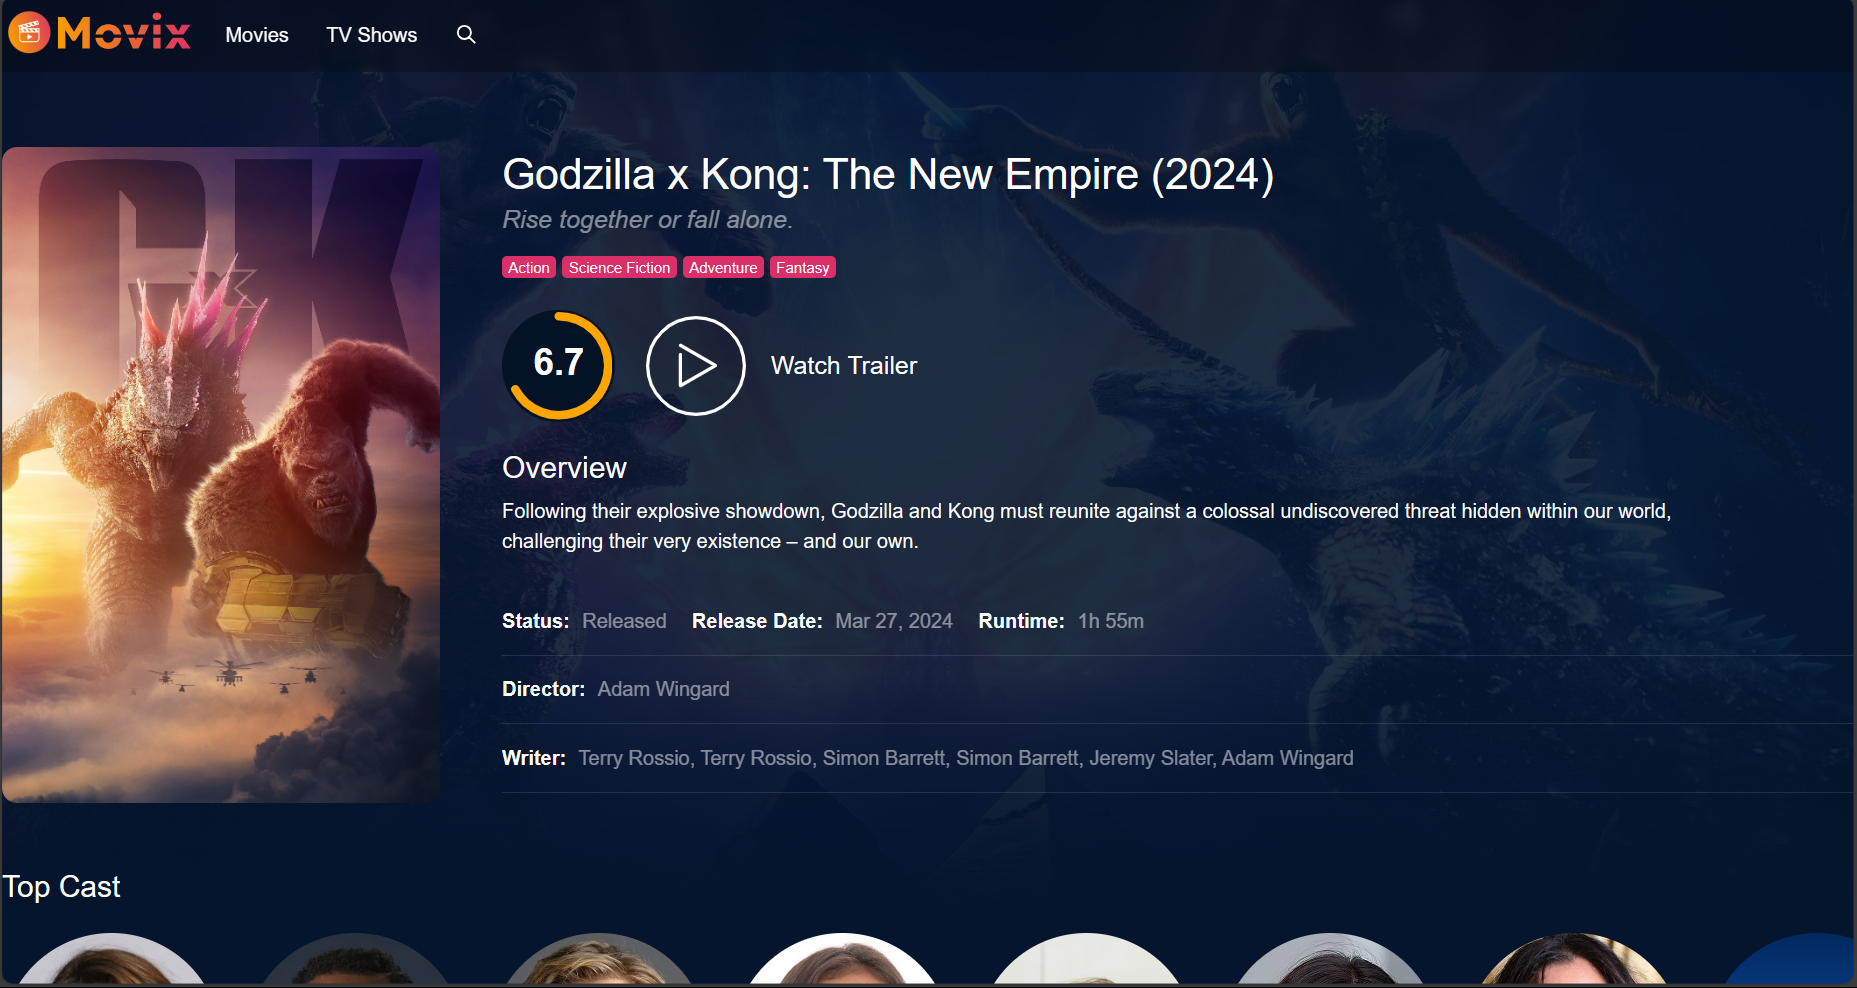 Movix
Movies
TV Shows
GK
Godzilla x Kong: The New Empire (2024)
Rise together or fall alone.
Action
Science Fiction
Adventure
Fantasy
6.7
Watch Trailer
Overview
Following their explosive showdown, Godzilla and Kong must reunite against a colossal undiscovered threat hidden within our world,
challenging their very existence – and our own.
Status: Released Release Date: Mar 27, 2024 Runtime: 1h 55m
Director: Adam Wingard
Writer: Terry Rossio, Terry Rossio, Simon Barrett, Simon Barrett, Jeremy Slater, Adam Wingard
Top Cast